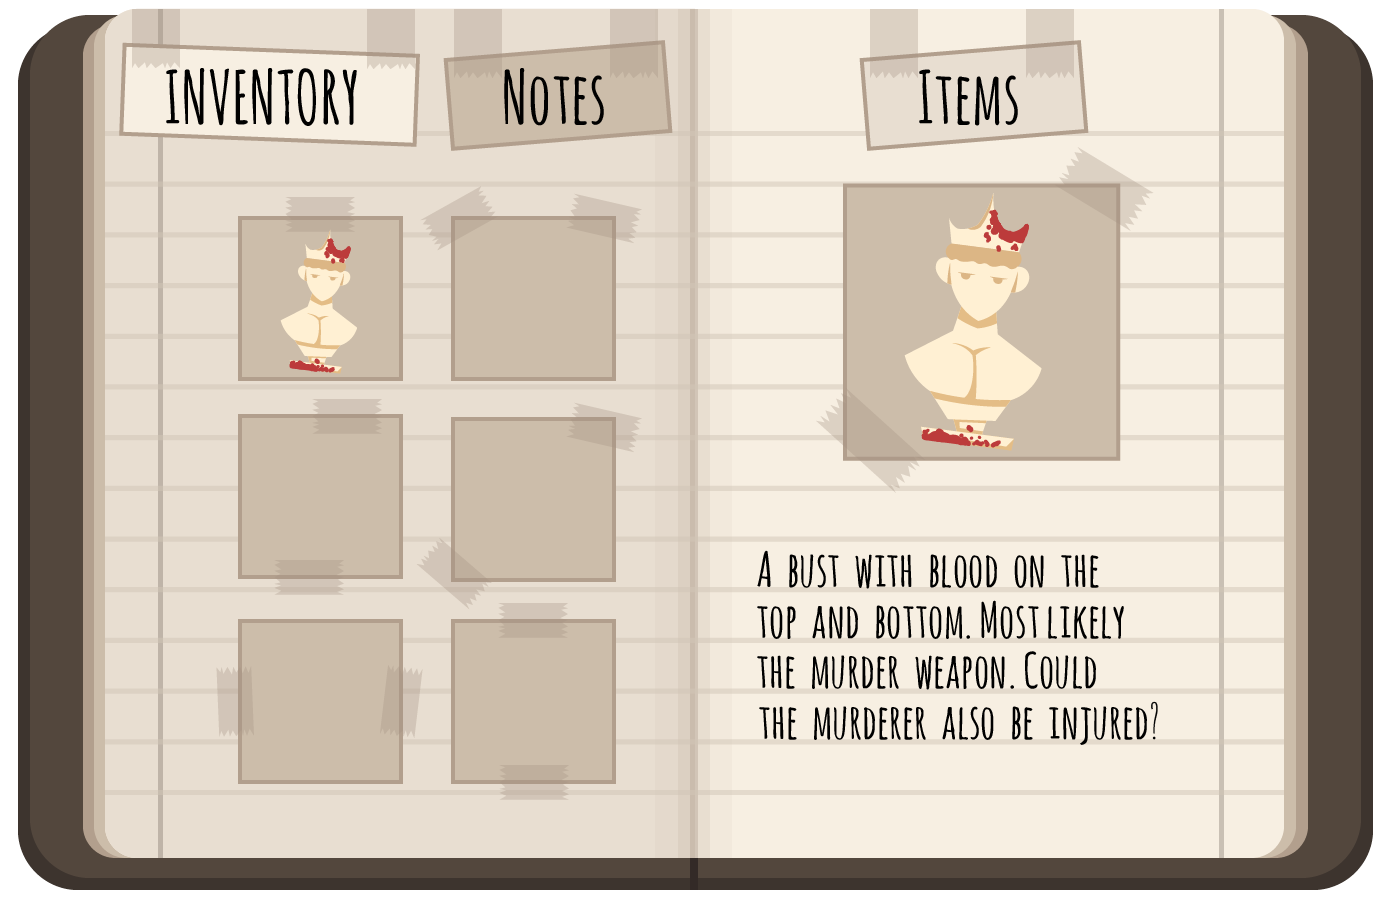 INVENTORY
NOTES
ITEMS
A BUST WITH BLOOD ON THE
TOP AND BOTTOM. MOST LIKELY
THE MURDER WEAPON. COULD
THE MURDERER ALSO BE INJURED?